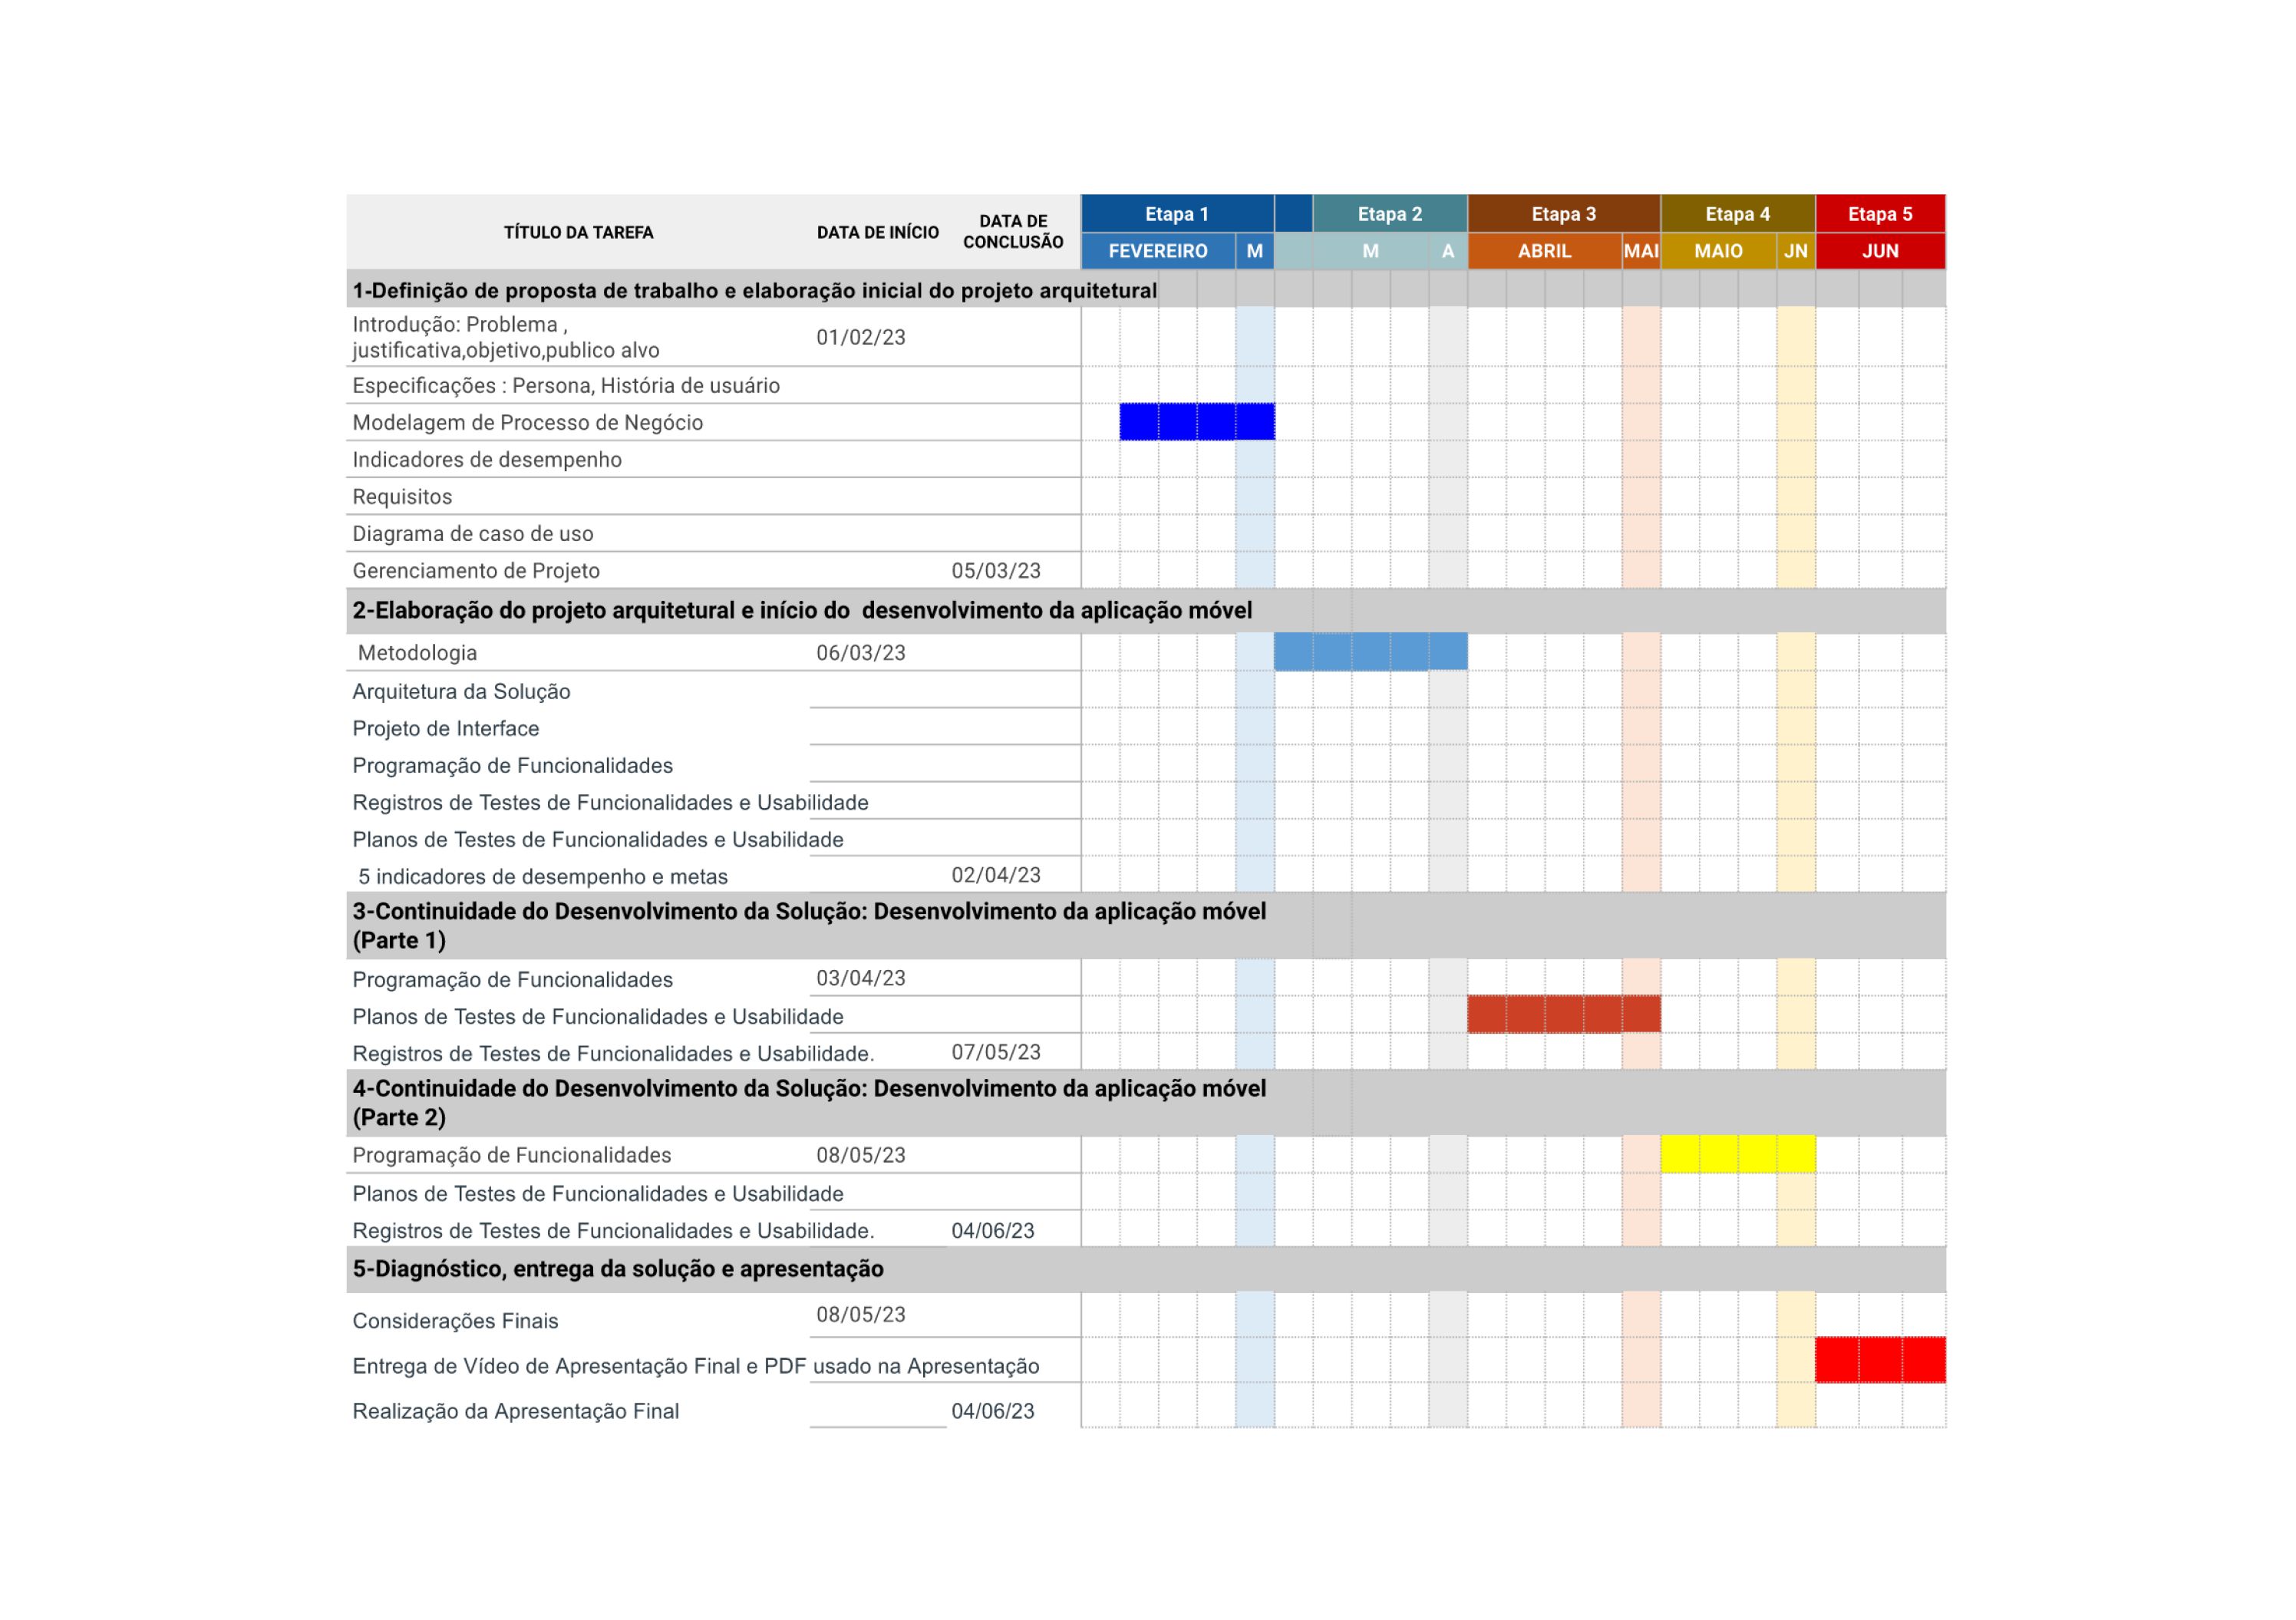 TÍTULO DA TAREFA
DATA DE INÍCIO
DATA DE
CONCLUSÃO
Etapa 1
Etapa 2
Etapa 3
Etapa 4
Etapa 5
FEVEREIRO
M
M
A
ABRIL
MAI
MAIO
JN
JUN
1-Definição de proposta de trabalho e elaboração inicial do projeto arquitetural
Introdução: Problema ,
justificativa,objetivo,publico alvo
01/02/23
Especificações : Persona, História de usuário
Modelagem de Processo de Negócio
Indicadores de desempenho
Requisitos
Diagrama de caso de uso
Gerenciamento de Projeto
05/03/23
2-Elaboração do projeto arquitetural e início do  desenvolvimento da aplicação móvel
Metodologia
06/03/23
Arquitetura da Solução
Projeto de Interface
Programação de Funcionalidades
Registros de Testes de Funcionalidades e Usabilidade
Planos de Testes de Funcionalidades e Usabilidade
5 indicadores de desempenho e metas
02/04/23
3-Continuidade do Desenvolvimento da Solução: Desenvolvimento da aplicação móvel
(Parte 1)
Programação de Funcionalidades
03/04/23
Planos de Testes de Funcionalidades e Usabilidade
Registros de Testes de Funcionalidades e Usabilidade.
07/05/23
4-Continuidade do Desenvolvimento da Solução: Desenvolvimento da aplicação móvel
(Parte 2)
Programação de Funcionalidades
08/05/23
Planos de Testes de Funcionalidades e Usabilidade
Registros de Testes de Funcionalidades e Usabilidade.
04/06/23
5-Diagnóstico, entrega da solução e apresentação
Considerações Finais
08/05/23
Entrega de Vídeo de Apresentação Final e PDF usado na Apresentação
Realização da Apresentação Final
04/06/23